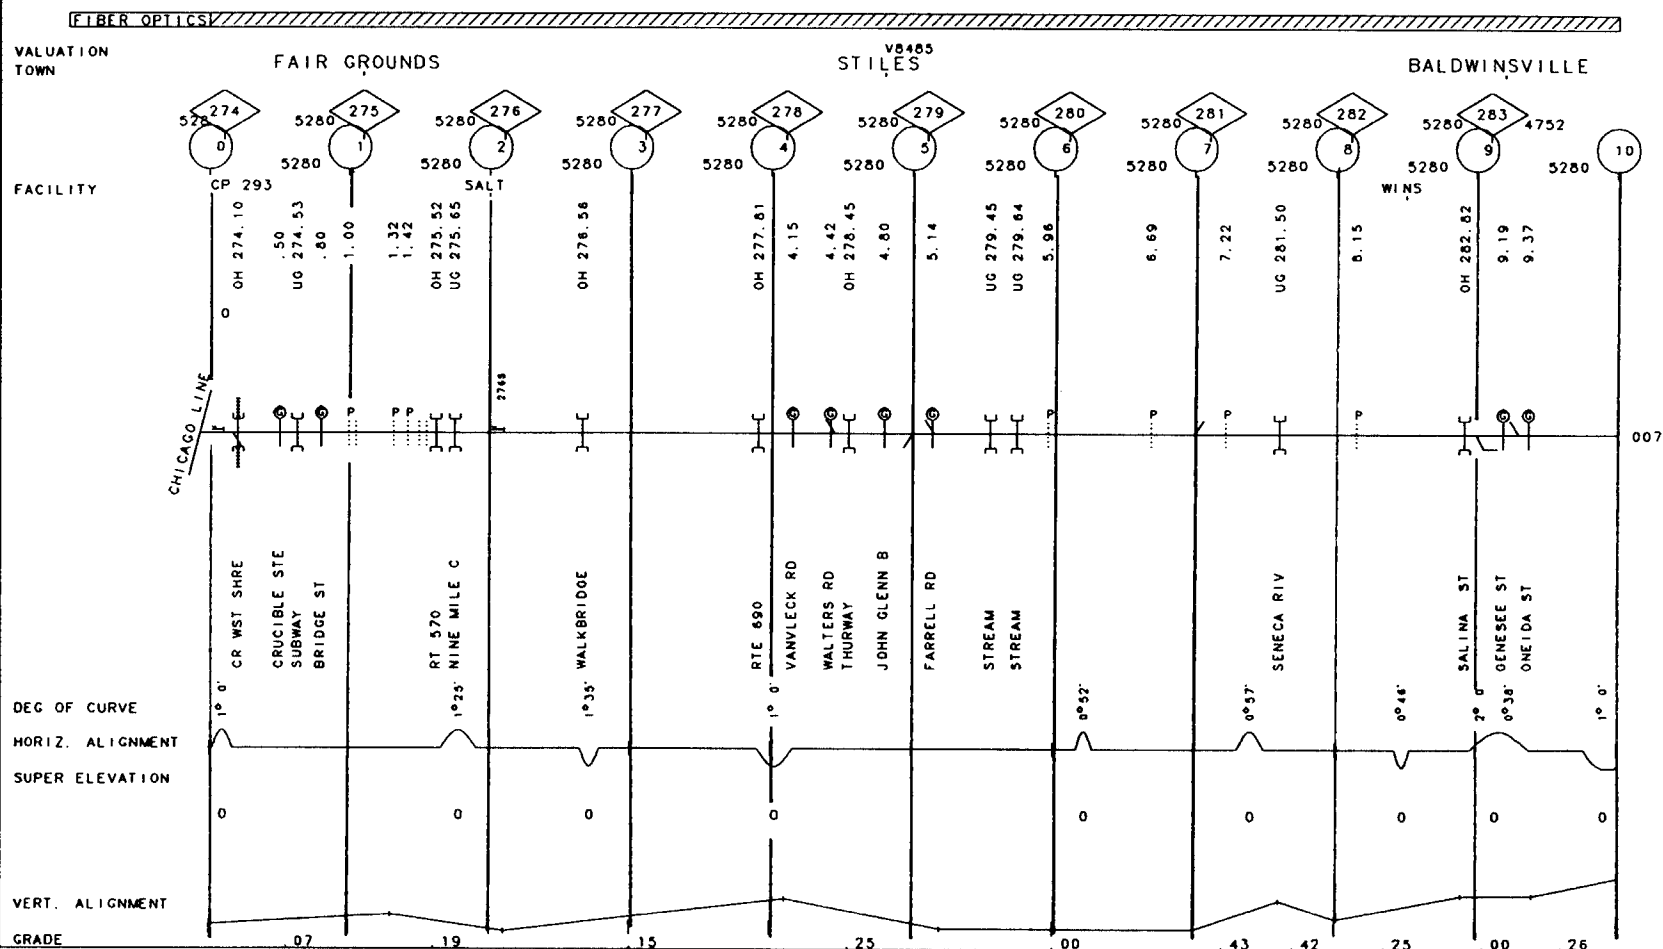 FIBER OPTICS
VALUATION
V8485
TOWN
FAIR GROUNDS
STILES
BALDWINSVILLE
274 275 276 277 278 279 280 281 282 283
528 5280 5280 5280 5280 5280 5280 5280 5280 5280 4752
0 1 2 3 4 5 6 7 8 9 10
5280 5280 5280 5280 5280 5280 5280 5280 5280
FACILITY
CP 293
SALT
WINS
OH 274.10
.50
UG 274.53
.80
1.00
1.32
1.42
OH 275.52
UG 275.65
OH 276.56
OH 277.81
4.15
4.42
OH 278.45
4.80
5.14
UG 279.45
UG 279.64
5.96
6.69
7.22
UG 281.50
8.15
OH 282.82
9.19
9.37
0
CHICAGO LINE
2768
G G P P P G G G G P P P P G G
007
CR WST SHRE
CRUCIBLE STE
SUBWAY
BRIDGE ST
RT 570
NINE MILE C
WALKBRIDGE
RTE 690
VANVLECK RD
WALTERS RD
THURWAY
JOHN GLENN B
FARRELL RD
STREAM
STREAM
SENECA RIV
SALINA ST
GENESEE ST
ONEIDA ST
DEG OF CURVE
1° 0' 1°25' 1°35' 1° 0' 0°52' 0°57' 0°46' 2° 0' 0°38' 1° 0'
HORIZ. ALIGNMENT
SUPER ELEVATION
0 0 0 0 0 0 0 0 0
VERT. ALIGNMENT
GRADE
.07 .19 .15 .25 .00 .43 .42 .25 .00 .26